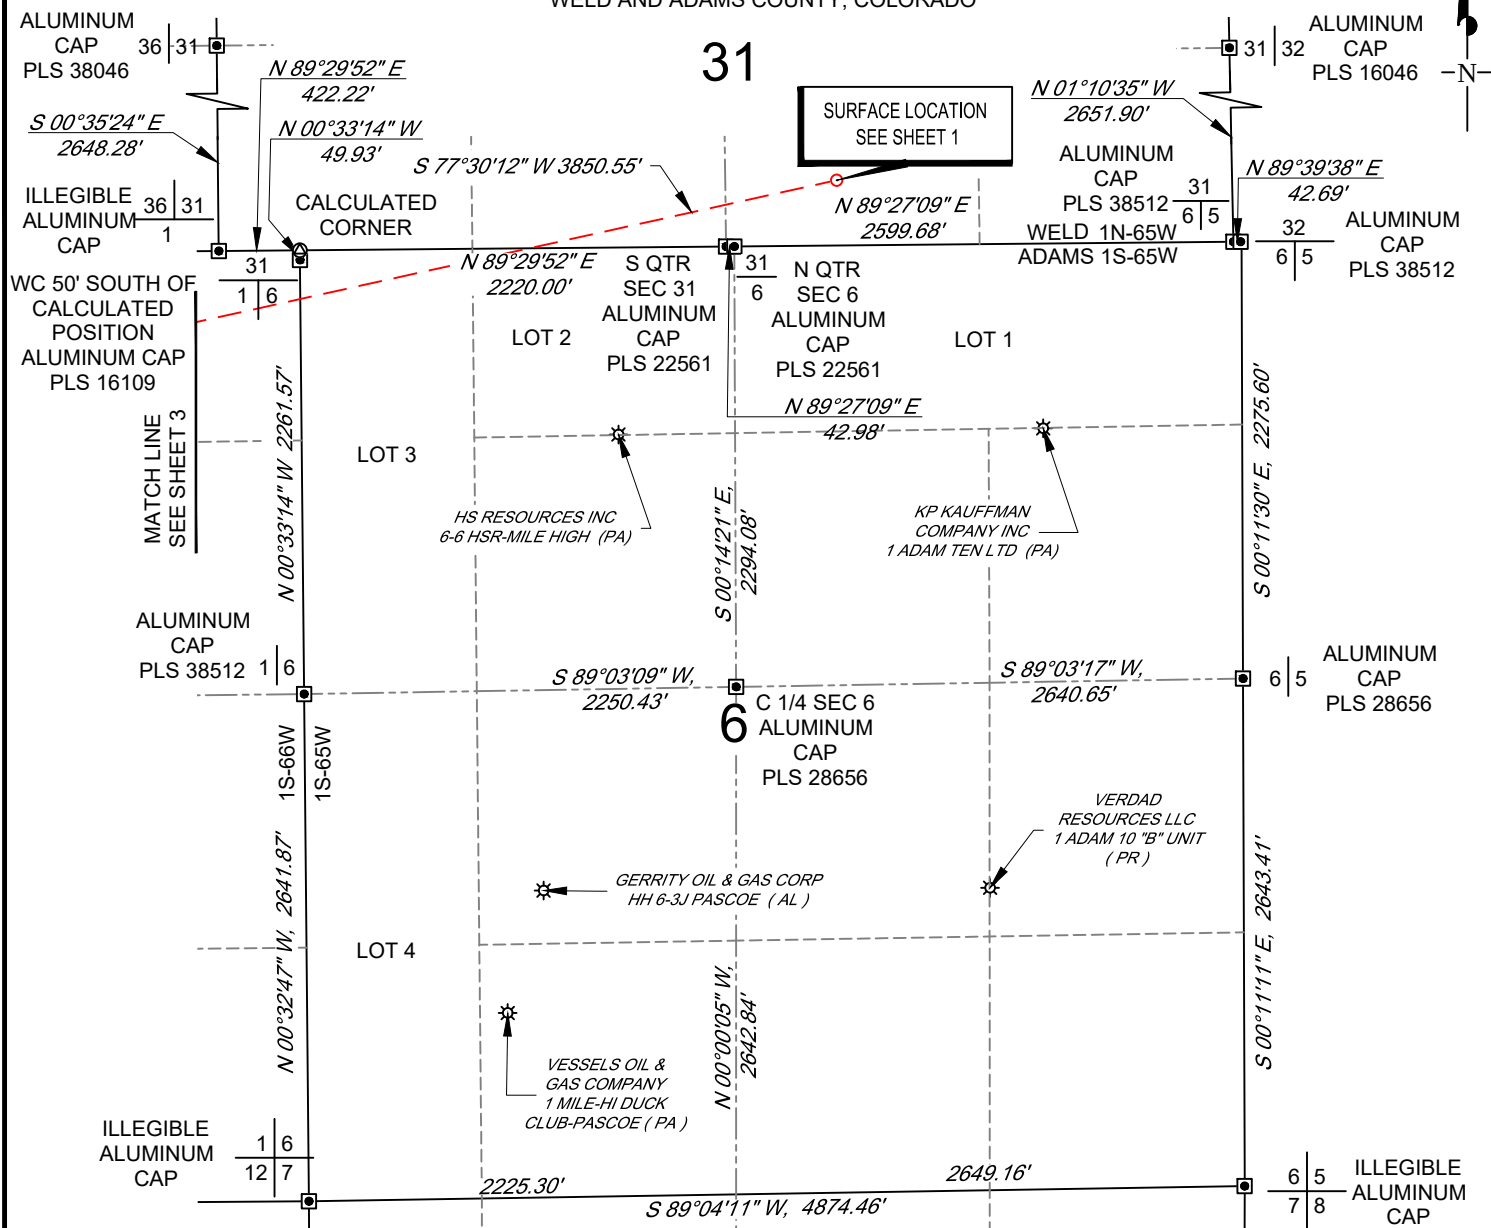 WELD AND ADAMS COUNTY, COLORADO
ALUMINUM
CAP
PLS 38046
36 31
31
31 32
ALUMINUM
CAP
PLS 16046
N
N 89°29'52" E
422.22'
S 00°35'24" E
2648.28'
N 00°33'14" W
49.93'
S 77°30'12" W 3850.55'
SURFACE LOCATION
SEE SHEET 1
N 01°10'35" W
2651.90'
ALUMINUM
CAP
PLS 38512
31
6 5
N 89°39'38" E
42.69'
ILLEGIBLE
ALUMINUM
CAP
36 31
1
CALCULATED
CORNER
N 89°27'09" E
2599.68'
WELD 1N-65W
ADAMS 1S-65W
32
6 5
ALUMINUM
CAP
PLS 38512
WC 50' SOUTH OF
CALCULATED
POSITION
ALUMINUM CAP
PLS 16109
31
1 6
N 89°29'52" E
2220.00'
S QTR
SEC 31
ALUMINUM
CAP
PLS 22561
31
6
N QTR
SEC 6
ALUMINUM
CAP
PLS 22561
LOT 2
LOT 1
MATCH LINE
SEE SHEET 3
N 00°33'14" W 2261.57'
LOT 3
N 89°27'09" E
42.98'
S 00°11'30" E, 2275.60'
HS RESOURCES INC
6-6 HSR-MILE HIGH (PA)
S 00°14'21" E,
2294.08'
KP KAUFFMAN
COMPANY INC
1 ADAM TEN LTD (PA)
ALUMINUM
CAP
PLS 38512
1 6
S 89°03'09" W,
2250.43'
S 89°03'17" W,
2640.65'
6 5
ALUMINUM
CAP
PLS 28656
6
C 1/4 SEC 6
ALUMINUM
CAP
PLS 28656
1S-66W
1S-65W
N 00°32'47" W, 2641.87'
VERDAD
RESOURCES LLC
1 ADAM 10 "B" UNIT
( PR )
GERRITY OIL & GAS CORP
HH 6-3J PASCOE ( AL )
S 00°11'11" E, 2643.41'
LOT 4
N 00°00'05" W,
2642.84'
VESSELS OIL &
GAS COMPANY
1 MILE-HI DUCK
CLUB-PASCOE ( PA )
ILLEGIBLE
ALUMINUM
CAP
1 6
12 7
2225.30'
2649.16'
S 89°04'11" W, 4874.46'
6 5
7 8
ILLEGIBLE
ALUMINUM
CAP